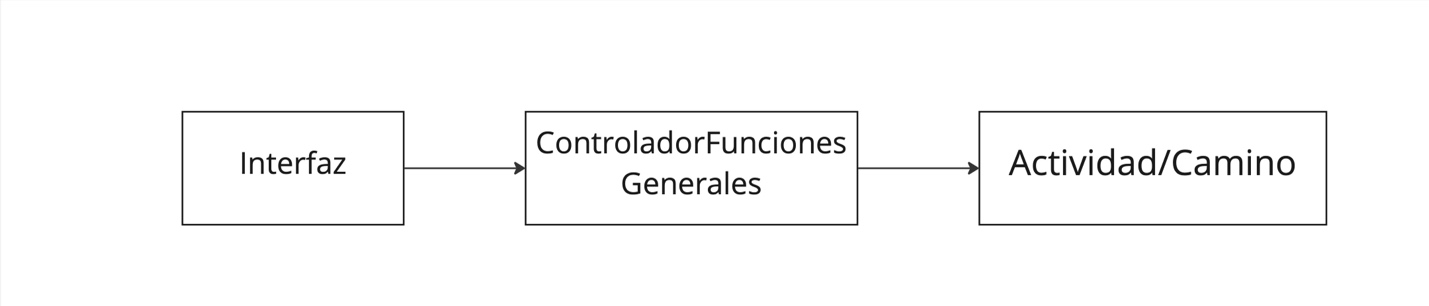 Interfaz
ControladorFunciones
Generales
Actividad/Camino